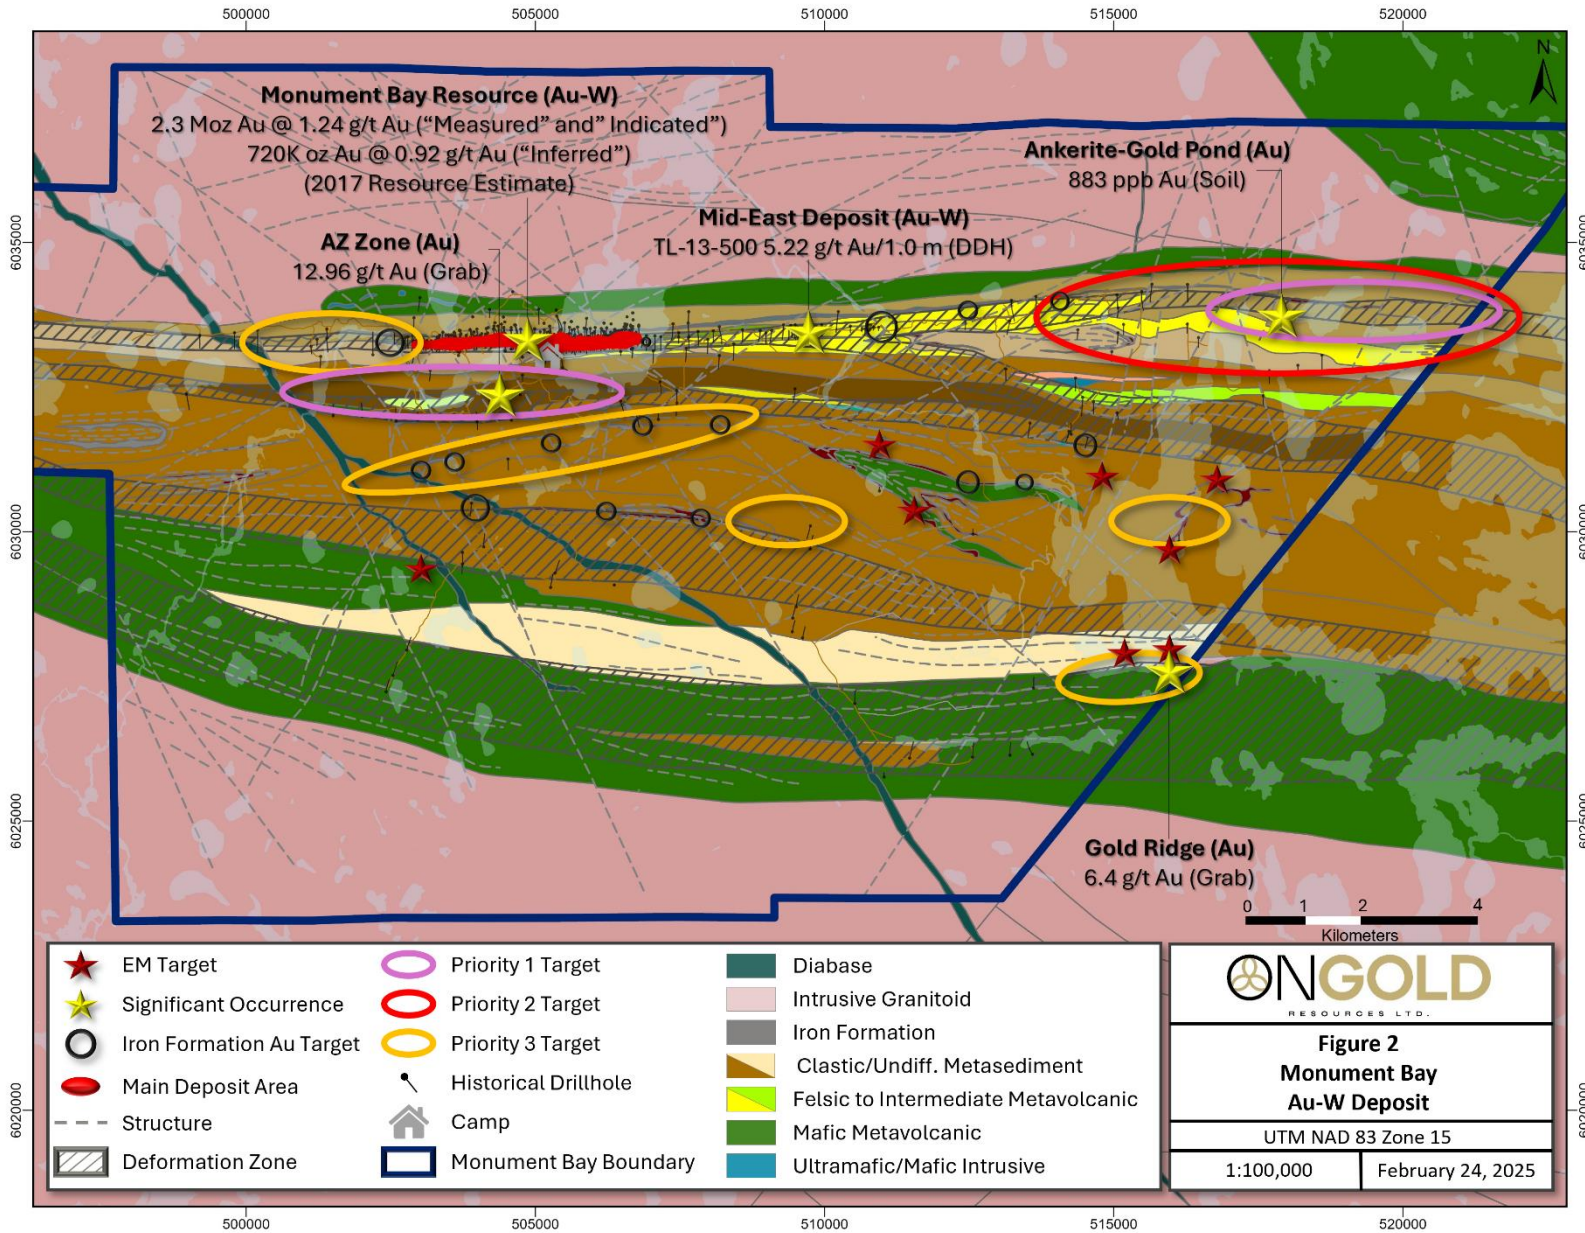 500000
505000
510000
515000
520000
N
Monument Bay Resource (Au-W)
2.3 Moz Au @ 1.24 g/t Au (“Measured” and” Indicated”)
720K oz Au @ 0.92 g/t Au (“Inferred”)
(2017 Resource Estimate)
Ankerite-Gold Pond (Au)
883 ppb Au (Soil)
Mid-East Deposit (Au-W)
TL-13-500 5.22 g/t Au/1.0 m (DDH)
AZ Zone (Au)
12.96 g/t Au (Grab)
6035000
6035000
6030000
6030000
6025000
6025000
Gold Ridge (Au)
6.4 g/t Au (Grab)
0 1 2 4
Kilometers
EM Target
Significant Occurrence
Iron Formation Au Target
Main Deposit Area
Structure
Deformation Zone
Priority 1 Target
Priority 2 Target
Priority 3 Target
Historical Drillhole
Camp
Monument Bay Boundary
Diabase
Intrusive Granitoid
Iron Formation
Clastic/Undiff. Metasediment
Felsic to Intermediate Metavolcanic
Mafic Metavolcanic
Ultramafic/Mafic Intrusive
ONGOLD
RESOURCES LTD.
Figure 2
Monument Bay
Au-W Deposit
UTM NAD 83 Zone 15
1:100,000
February 24, 2025
6020000
6020000
500000
505000
510000
515000
520000